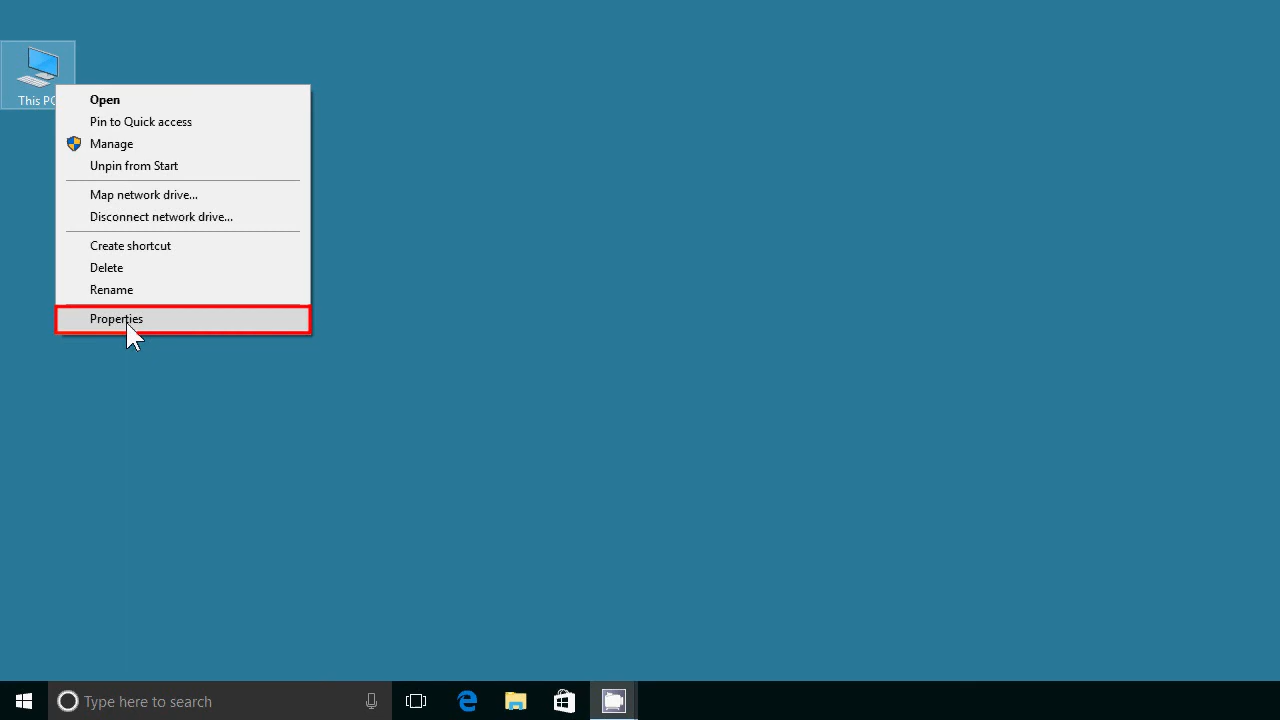 This PC
Open
Pin to Quick access
Manage
Unpin from Start
Map network drive...
Disconnect network drive...
Create shortcut
Delete
Rename
Properties
Type here to search